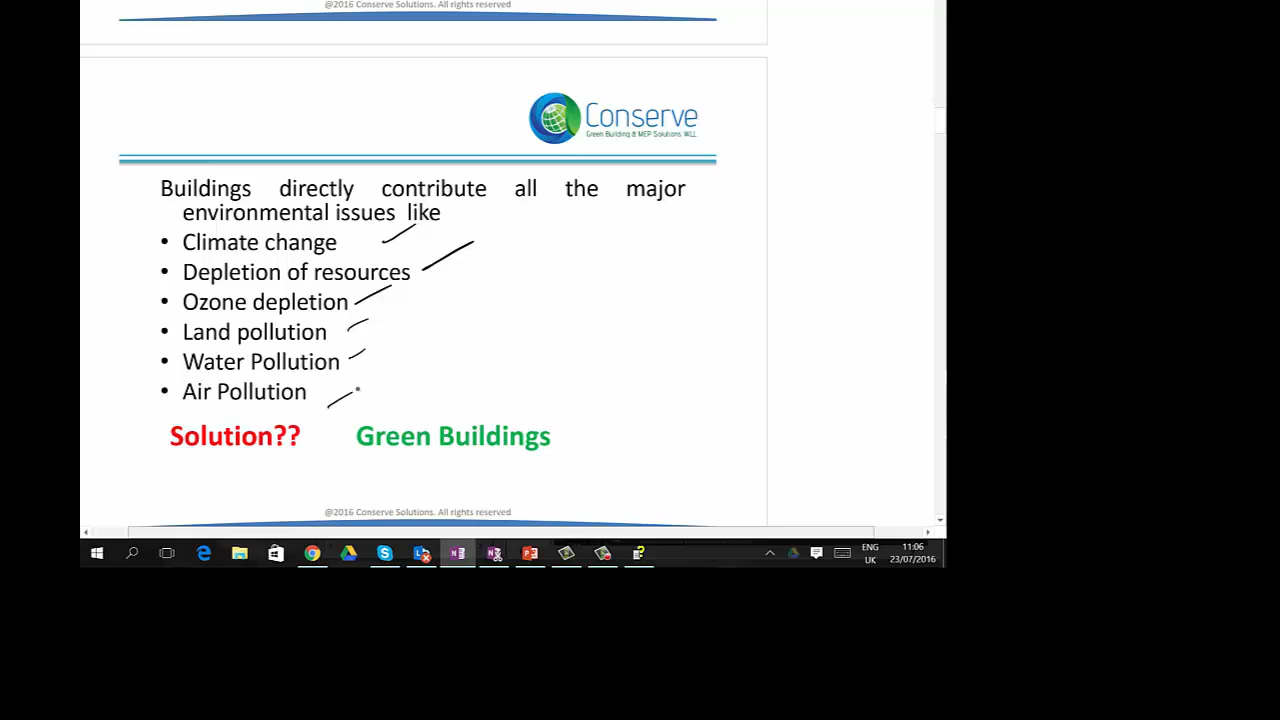 @2016 Conserve Solutions. All rights reserved
Conserve
Green Building & MEP Solutions WLL
Buildings directly contribute all the major
environmental issues like
• Climate change
• Depletion of resources
• Ozone depletion
• Land pollution
• Water Pollution
• Air Pollution
Solution?? Green Buildings
@2016 Conserve Solutions. All rights reserved
ENG 11:06
UK 23/07/2016